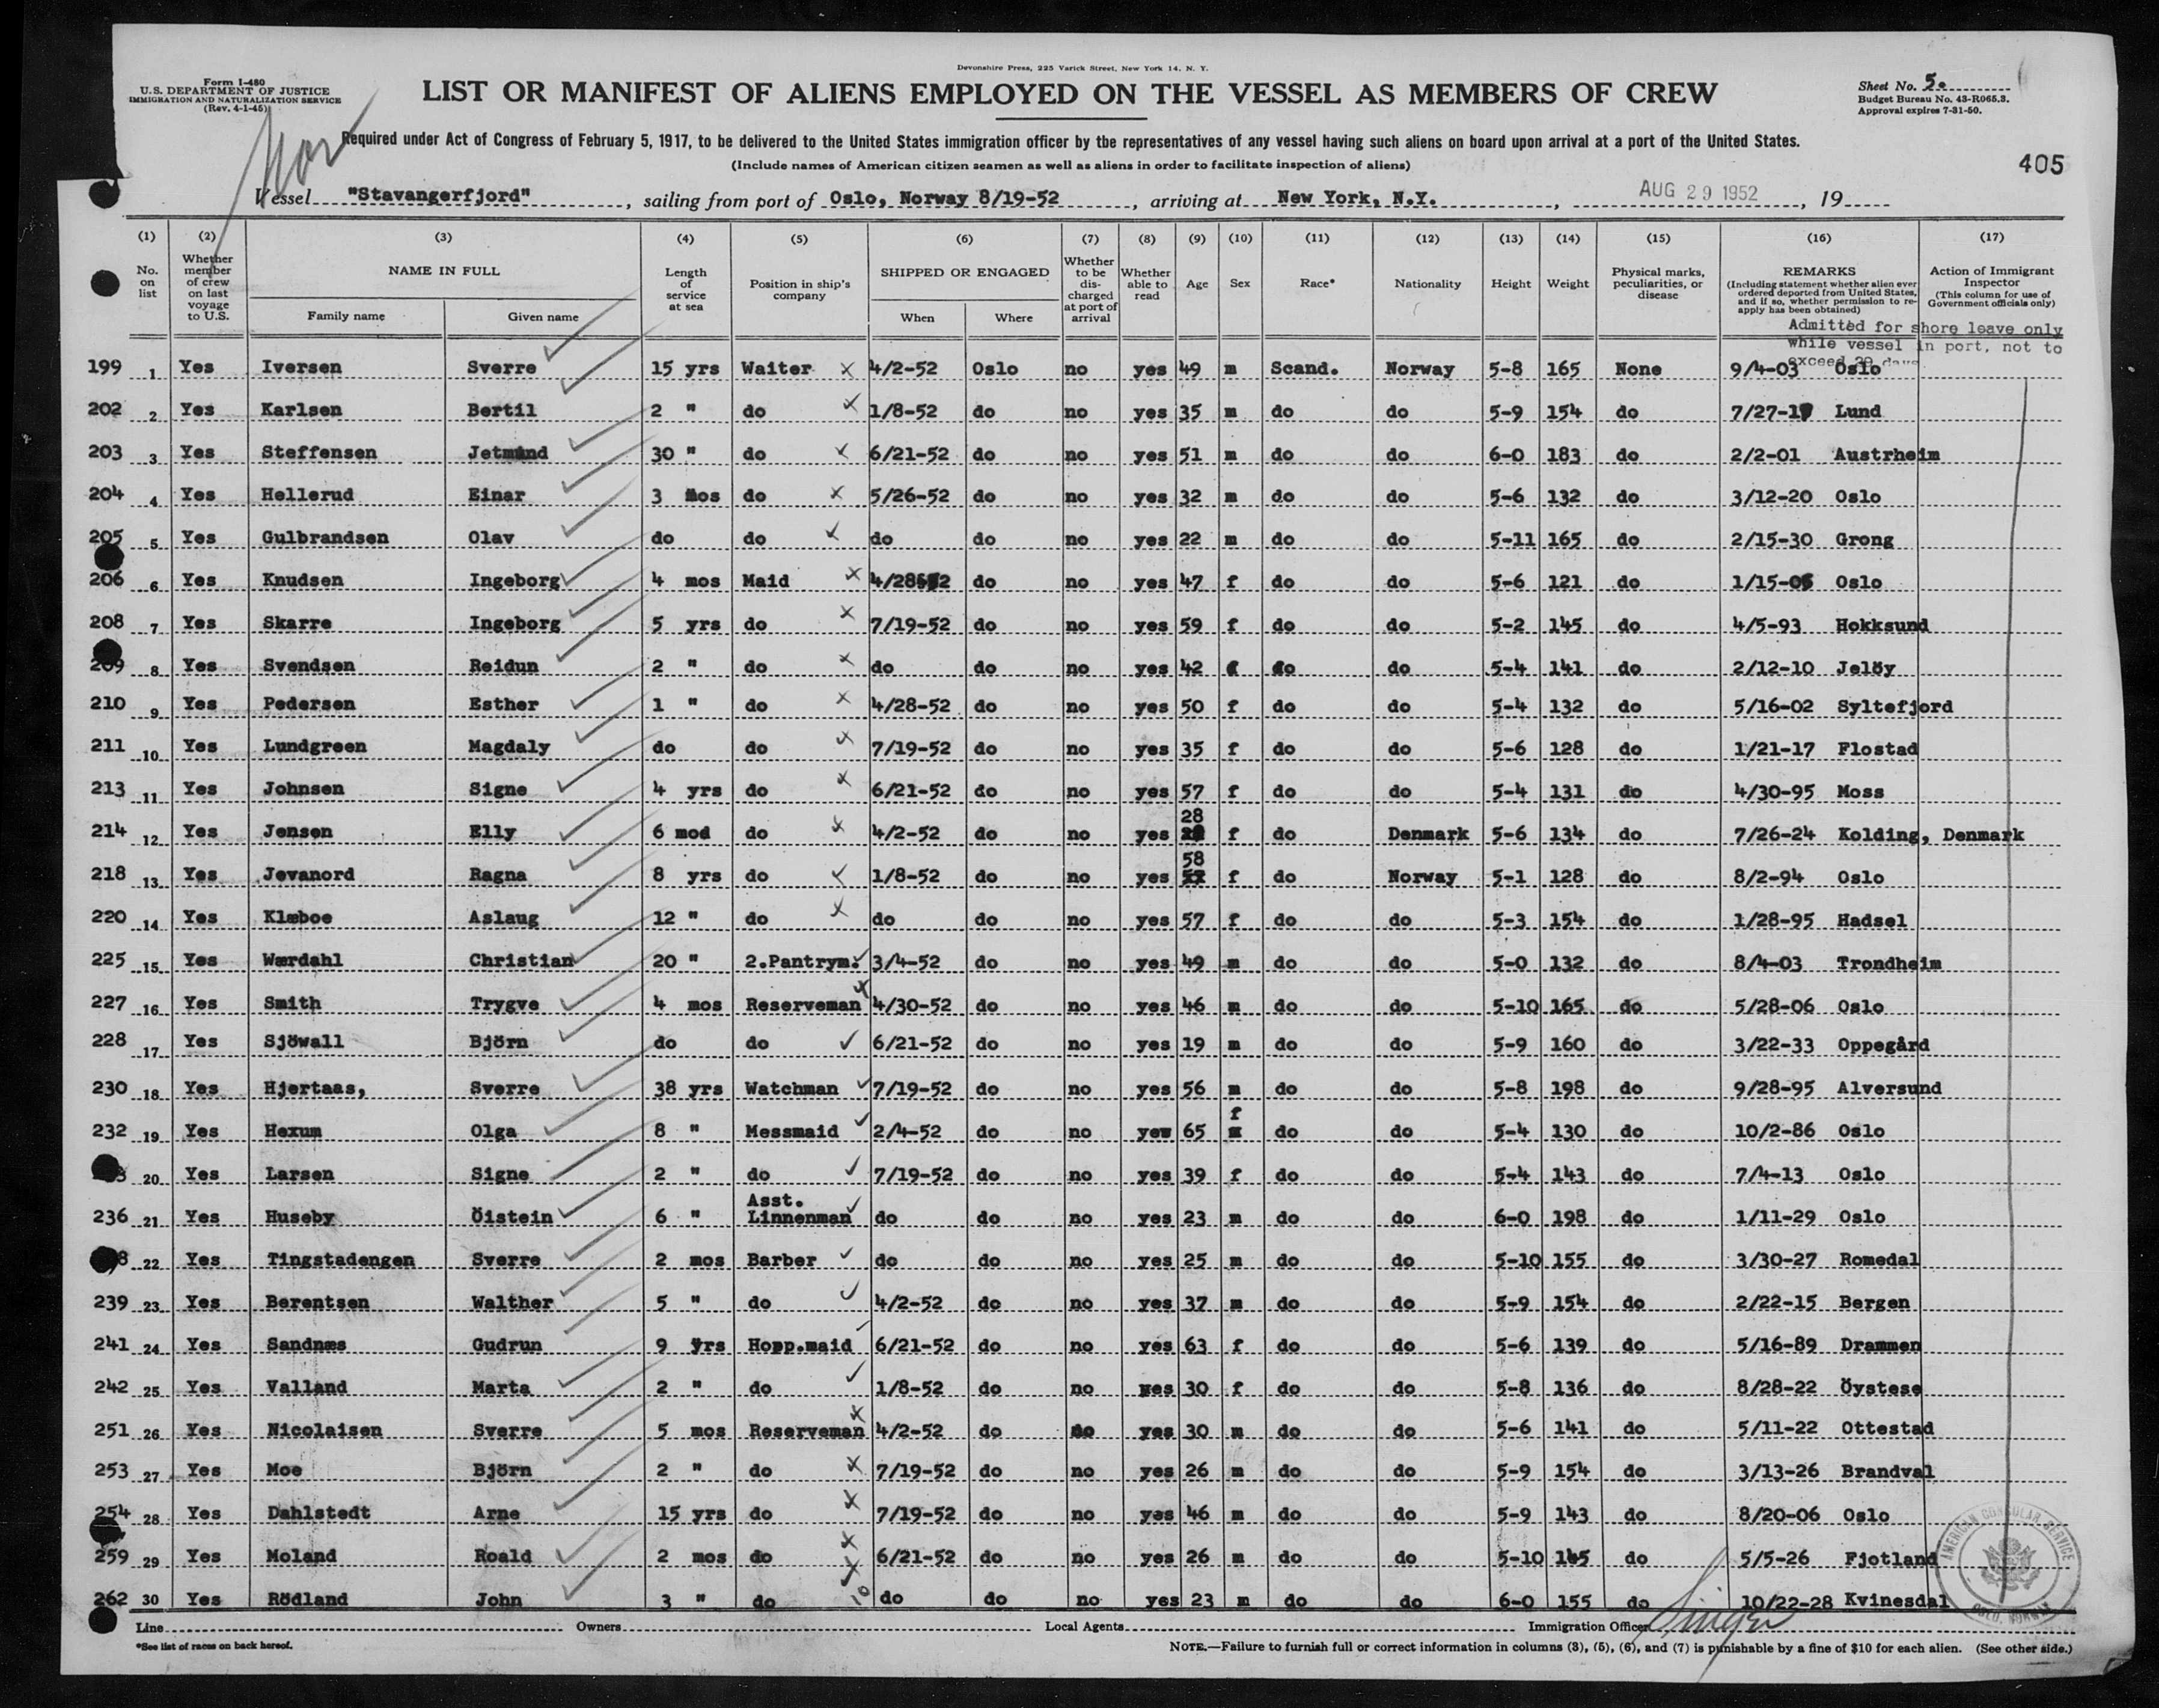 Devonshire Press, 225 Varick Street, New York 14, N. Y.
Form I-480
U.S. DEPARTMENT OF JUSTICE
IMMIGRATION AND NATURALIZATION SERVICE
(Rev. 4-1-45)
LIST OR MANIFEST OF ALIENS EMPLOYED ON THE VESSEL AS MEMBERS OF CREW
Sheet No. 5.
Budget Bureau No. 43-R065.3.
Approval expires 7-31-50.
Required under Act of Congress of February 5, 1917, to be delivered to the United States immigration officer by the representatives of any vessel having such aliens on board upon arrival at a port of the United States.
(Include names of American citizen seamen as well as aliens in order to facilitate inspection of aliens)
405
Nor
Vessel "Stavangerfjord", sailing from port of Oslo, Norway 8/19-52, arriving at New York, N.Y., AUG 29 1952, 19
(1) (2) (3) (4) (5) (6) (7) (8) (9) (10) (11) (12) (13) (14) (15) (16) (17)
No. on list
Whether member of crew on last voyage to U.S.
NAME IN FULL
Family name Given name
Length of service at sea
Position in ship's company
SHIPPED OR ENGAGED
When Where
Whether to be discharged at port of arrival
Whether able to read
Age
Sex
Race*
Nationality
Height
Weight
Physical marks, peculiarities, or disease
REMARKS
(Including statement whether alien ever ordered deported from United States, and if so, whether permission to re-apply has been obtained)
Action of Immigrant Inspector
(This column for use of Government officials only)
Admitted for shore leave only
while vessel in port, not to
exceed 29 days
199 1 Yes Iversen Sverre 15 yrs Waiter 4/2-52 Oslo no yes 49 m Scand. Norway 5-8 165 None 9/4-03 Oslo
202 2 Yes Karlsen Bertil 2 " do 1/8-52 do no yes 35 m do do 5-9 154 do 7/27-17 Lund
203 3 Yes Steffensen Jetmund 30 " do 6/21-52 do no yes 51 m do do 6-0 183 do 2/2-01 Austrheim
204 4 Yes Hellerud Einar 3 mos do 5/26-52 do no yes 32 m do do 5-6 132 do 3/12-20 Oslo
205 5 Yes Gulbrandsen Olav do do do do no yes 22 m do do 5-11 165 do 2/15-30 Grong
206 6 Yes Knudsen Ingeborg 4 mos Maid 4/28-52 do no yes 47 f do do 5-6 121 do 1/15-05 Oslo
208 7 Yes Skarre Ingeborg 5 yrs do 7/19-52 do no yes 59 f do do 5-2 145 do 4/5-93 Hokksund
209 8 Yes Svendsen Reidun 2 " do do do no yes 42 f do do 5-4 141 do 2/12-10 Jelöy
210 9 Yes Pedersen Esther 1 " do 4/28-52 do no yes 50 f do do 5-4 132 do 5/16-02 Syltefjord
211 10 Yes Lundgreen Magdaly do do 7/19-52 do no yes 35 f do do 5-6 128 do 1/21-17 Flostad
213 11 Yes Johnsen Signe 4 yrs do 6/21-52 do no yes 57 f do do 5-4 131 do 4/30-95 Moss
214 12 Yes Jensen Elly 6 mod do 4/2-52 do no yes 28 f do Denmark 5-6 134 do 7/26-24 Kolding, Denmark
218 13 Yes Jevanord Ragna 8 yrs do 1/8-52 do no yes 58 f do Norway 5-1 128 do 8/2-94 Oslo
220 14 Yes Klæboe Aslaug 12 " do do do no yes 57 f do do 5-3 154 do 1/28-95 Hadsel
225 15 Yes Wærdahl Christian 20 " 2.Pantrym. 3/4-52 do no yes 49 m do do 5-0 132 do 8/4-03 Trondheim
227 16 Yes Smith Trygve 4 mos Reserveman 4/30-52 do no yes 46 m do do 5-10 165 do 5/28-06 Oslo
228 17 Yes Sjöwall Björn do do 6/21-52 do no yes 19 m do do 5-9 160 do 3/22-33 Oppegård
230 18 Yes Hjertaas, Sverre 38 yrs Watchman 7/19-52 do no yes 56 m do do 5-8 198 do 9/28-95 Alversund
232 19 Yes Hexum Olga 8 " Messmaid 2/4-52 do no yew 65 f do do 5-4 130 do 10/2-86 Oslo
20 Yes Larsen Signe 2 " do 7/19-52 do no yes 39 f do do 5-4 143 do 7/4-13 Oslo
236 21 Yes Huseby Öistein 6 " Asst. Linnenman do do no yes 23 m do do 6-0 198 do 1/11-29 Oslo
22 Yes Tingstadengen Sverre 2 mos Barber do do no yes 25 m do do 5-10 155 do 3/30-27 Romedal
239 23 Yes Berentsen Walther 5 " do 4/2-52 do no yes 37 m do do 5-9 154 do 2/22-15 Bergen
241 24 Yes Sandnæs Gudrun 9 yrs Hopp.maid 6/21-52 do no yes 63 f do do 5-6 139 do 5/16-89 Drammen
242 25 Yes Valland Marta 2 " do 1/8-52 do no yes 30 f do do 5-8 136 do 8/28-22 Öystese
251 26 Yes Nicolaisen Sverre 5 mos Reserveman 4/2-52 do no yes 30 m do do 5-6 141 do 5/11-22 Ottestad
253 27 Yes Moe Björn 2 " do 7/19-52 do no yes 26 m do do 5-9 154 do 3/13-26 Brandval
254 28 Yes Dahlstedt Arne 15 yrs do 7/19-52 do no yes 46 m do do 5-9 143 do 8/20-06 Oslo
259 29 Yes Moland Roald 2 mos do 6/21-52 do no yes 26 m do do 5-10 145 do 5/5-26 Fjotland
262 30 Yes Rödland John 3 " do do do no yes 23 m do do 6-0 155 do 10/22-28 Kvinesdal
AMERICAN CONSULAR SERVICE
OSLO, NORWAY
Line Owners Local Agents Immigration Officer
*See list of races on back hereof.
NOTE.—Failure to furnish full or correct information in columns (3), (5), (6), and (7) is punishable by a fine of $10 for each alien. (See other side.)